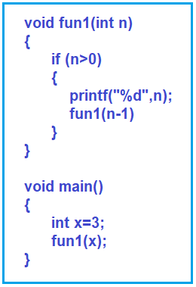 void fun1(int n)
{
if (n>0)
{
printf("%d",n);
fun1(n-1)
}
}
void main()
{
int x=3;
fun1(x);
}